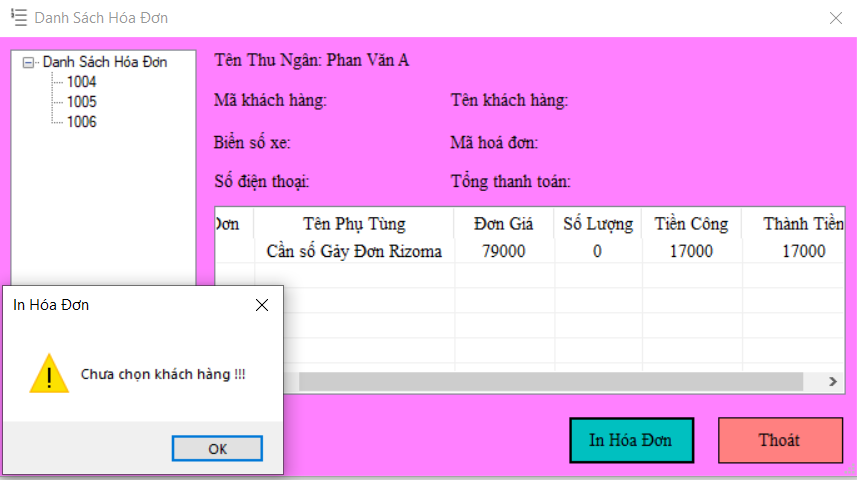 Danh Sách Hóa Đơn
Danh Sách Hóa Đơn
1004
1005
1006
Tên Thu Ngân: Phan Văn A
Mã khách hàng: Tên khách hàng:
Biển số xe: Mã hoá đơn:
Số điện thoại: Tổng thanh toán:
Đơn Tên Phụ Tùng Đơn Giá Số Lượng Tiền Công Thành Tiền
Cần số Gảy Đơn Rizoma 79000 0 17000 17000
In Hóa Đơn
Chưa chọn khách hàng !!!
OK
In Hóa Đơn Thoát